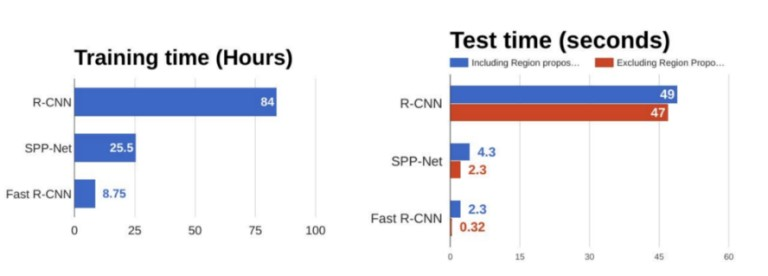 Training time (Hours)
R-CNN 84
SPP-Net 25.5
Fast R-CNN 8.75
0 25 50 75 100
Test time (seconds)
Including Region propos... Excluding Region Propo...
R-CNN 49
47
SPP-Net 4.3
2.3
Fast R-CNN 2.3
0.32
0 15 30 45 60